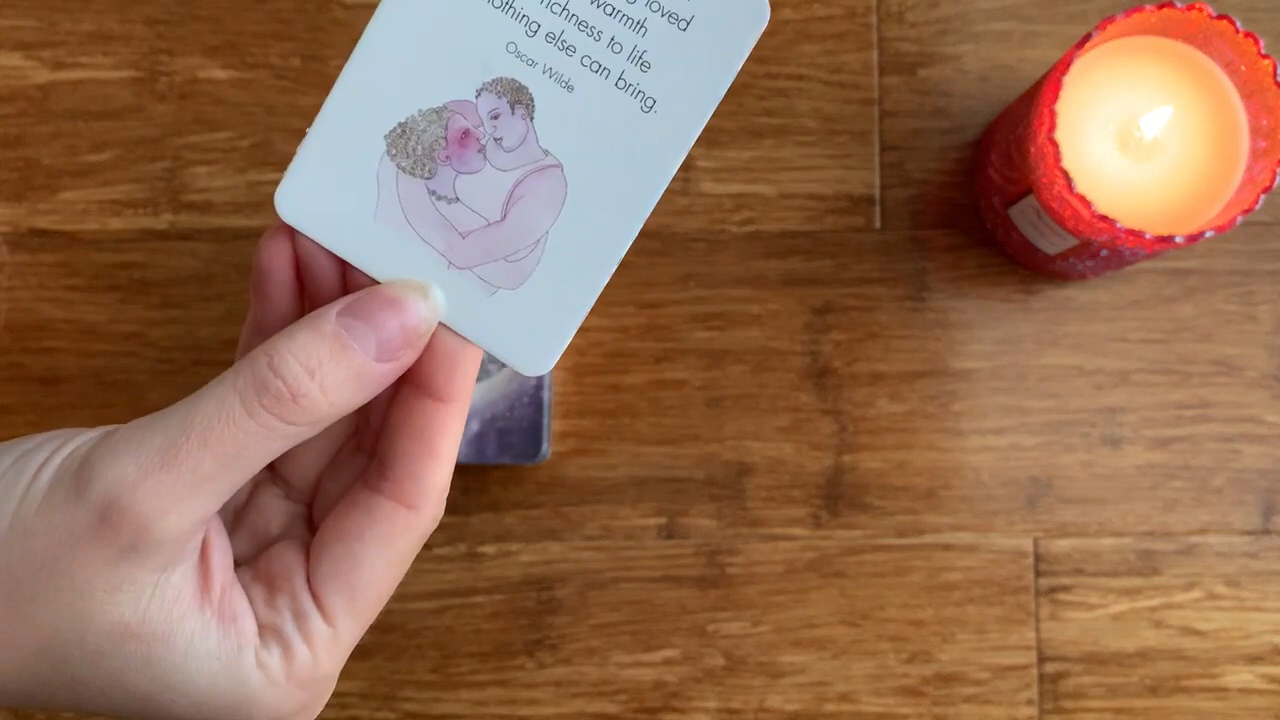 loved
warmth
richness to life
nothing else can bring.
Oscar Wilde